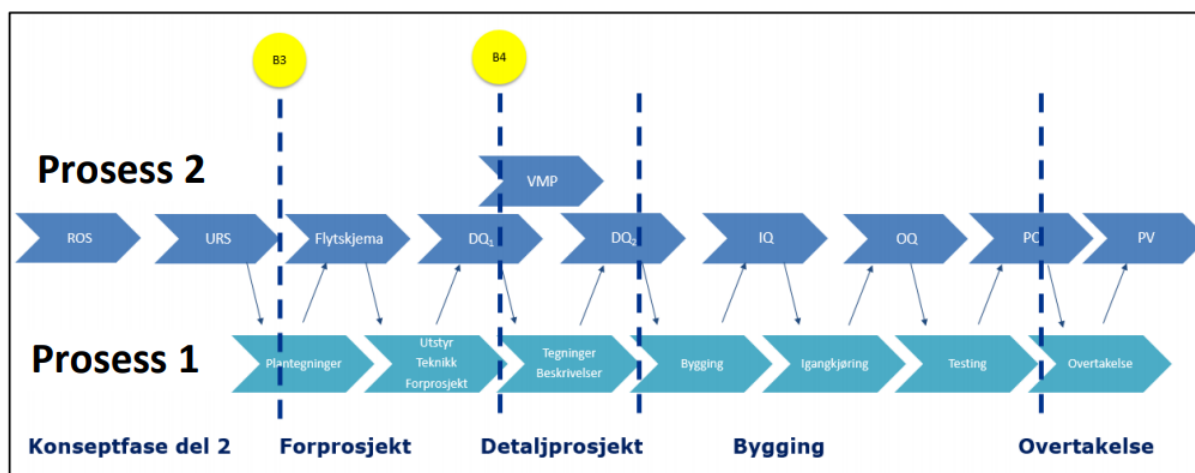 B3
B4
Prosess 2
VMP
ROS
URS
Flytskjema
DQ1
DQ2
IQ
OQ
PQ
PV
Prosess 1
Plantegninger
Utstyr
Teknikk
Forprosjekt
Tegninger
Beskrivelser
Bygging
Igangkjøring
Testing
Overtakelse
Konseptfase del 2
Forprosjekt
Detaljprosjekt
Bygging
Overtakelse